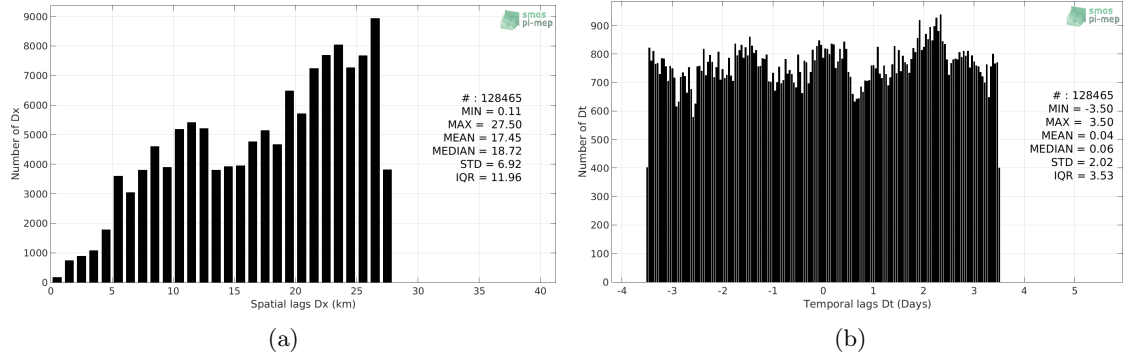 smos
pi-mep
9000
8000
7000
6000
5000
4000
3000
2000
1000
0
Number of Dx
# : 128465
MIN = 0.11
MAX = 27.50
MEAN = 17.45
MEDIAN = 18.72
STD = 6.92
IQR = 11.96
0 5 10 15 20 25 30 35 40
Spatial lags Dx (km)
(a)
smos
pi-mep
900
800
700
600
500
400
300
200
100
0
Number of Dt
# : 128465
MIN = -3.50
MAX = 3.50
MEAN = 0.04
MEDIAN = 0.06
STD = 2.02
IQR = 3.53
-4 -3 -2 -1 0 1 2 3 4 5
Temporal lags Dt (Days)
(b)